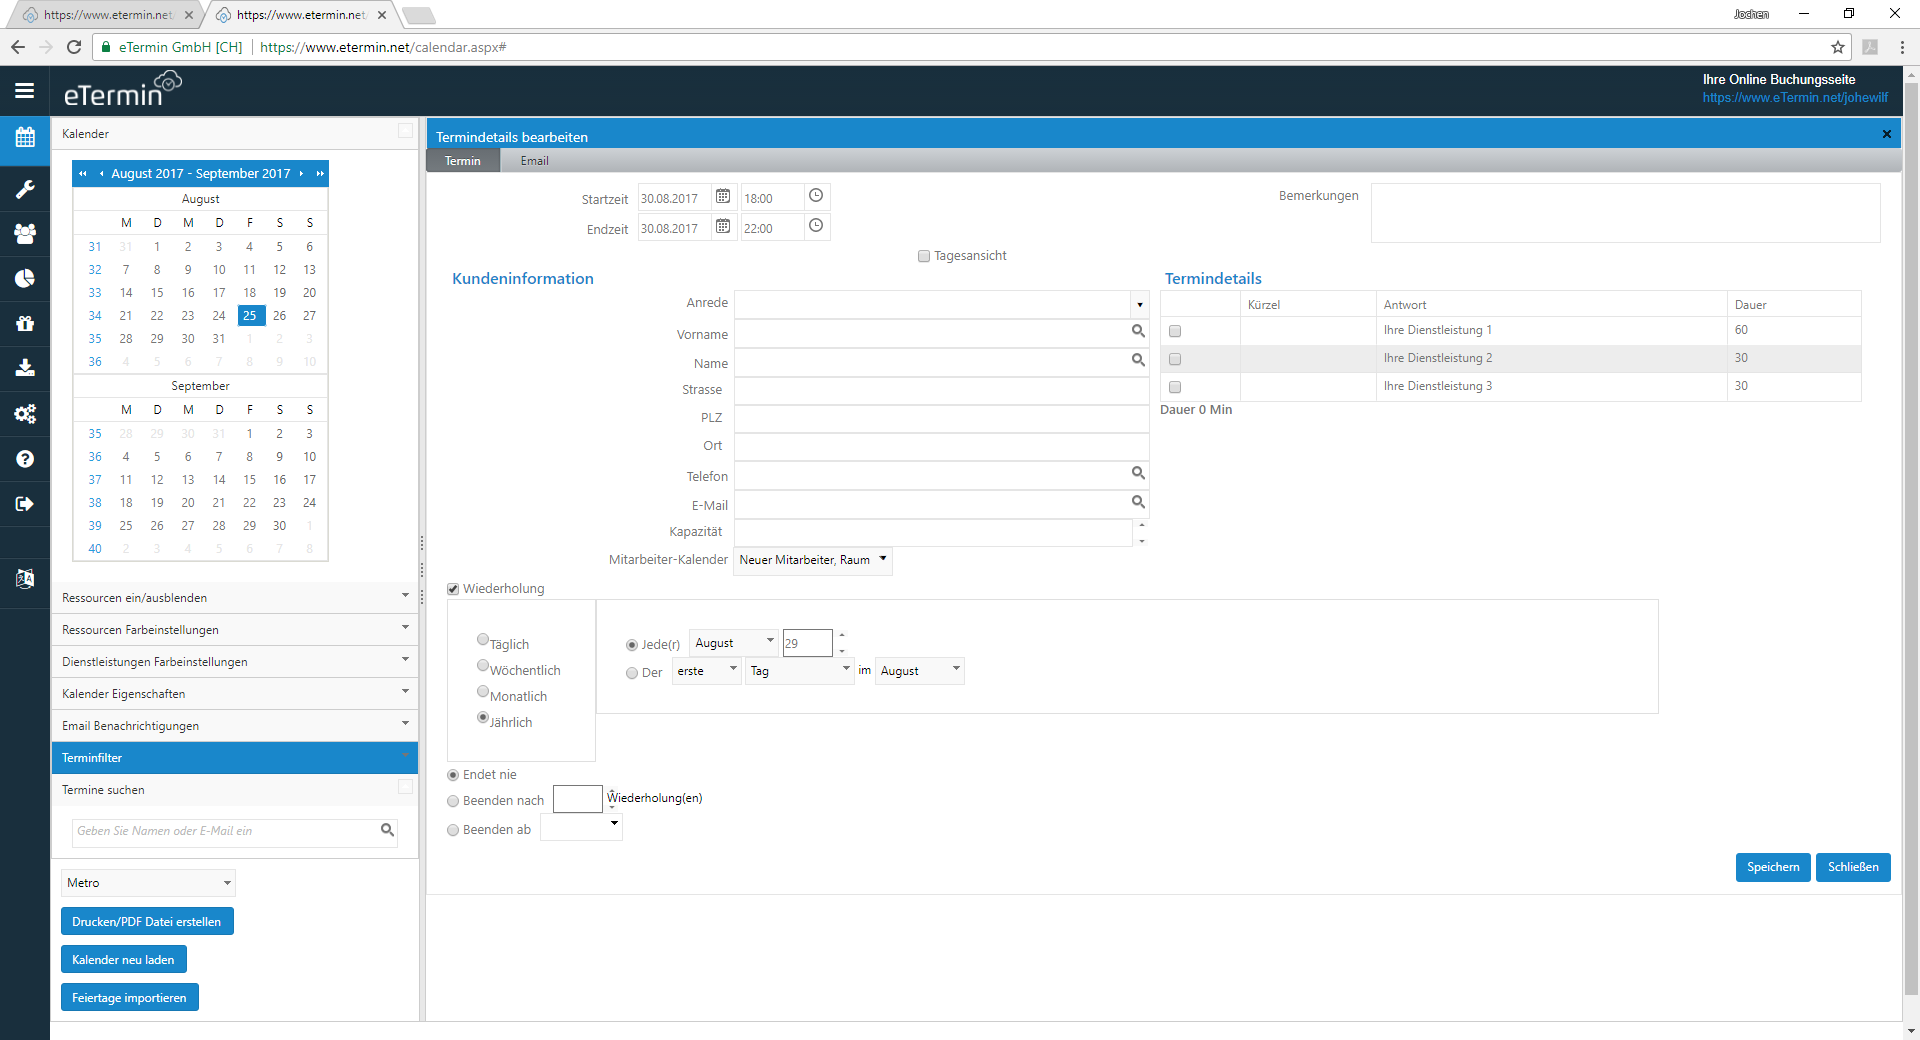 https://www.etermin.net
https://www.etermin.net
Jochen
eTermin GmbH [CH]
https://www.etermin.net/calendar.aspx#
eTermin
Ihre Online Buchungsseite
https://www.eTermin.net/johewilf
Kalender
August 2017 - September 2017
August
M D M D F S S
31 31 1 2 3 4 5 6
32 7 8 9 10 11 12 13
33 14 15 16 17 18 19 20
34 21 22 23 24 25 26 27
35 28 29 30 31 1 2 3
36 4 5 6 7 8 9 10
September
M D M D F S S
35 28 29 30 31 1 2 3
36 4 5 6 7 8 9 10
37 11 12 13 14 15 16 17
38 18 19 20 21 22 23 24
39 25 26 27 28 29 30 1
40 2 3 4 5 6 7 8
Ressourcen ein/ausblenden
Ressourcen Farbeinstellungen
Dienstleistungen Farbeinstellungen
Kalender Eigenschaften
Email Benachrichtigungen
Terminfilter
Termine suchen
Geben Sie Namen oder E-Mail ein
Metro
Drucken/PDF Datei erstellen
Kalender neu laden
Feiertage importieren
Termindetails bearbeiten
Termin Email
Startzeit 30.08.2017 18:00
Endzeit 30.08.2017 22:00
Bemerkungen
Tagesansicht
Kundeninformation
Anrede
Vorname
Name
Strasse
PLZ
Ort
Telefon
E-Mail
Kapazität
Mitarbeiter-Kalender Neuer Mitarbeiter, Raum
Termindetails
Kürzel Antwort Dauer
Ihre Dienstleistung 1 60
Ihre Dienstleistung 2 30
Ihre Dienstleistung 3 30
Dauer 0 Min
Wiederholung
Täglich
Wöchentlich
Monatlich
Jährlich
Jede(r) August 29
Der erste Tag im August
Endet nie
Beenden nach Wiederholung(en)
Beenden ab
Speichern Schließen